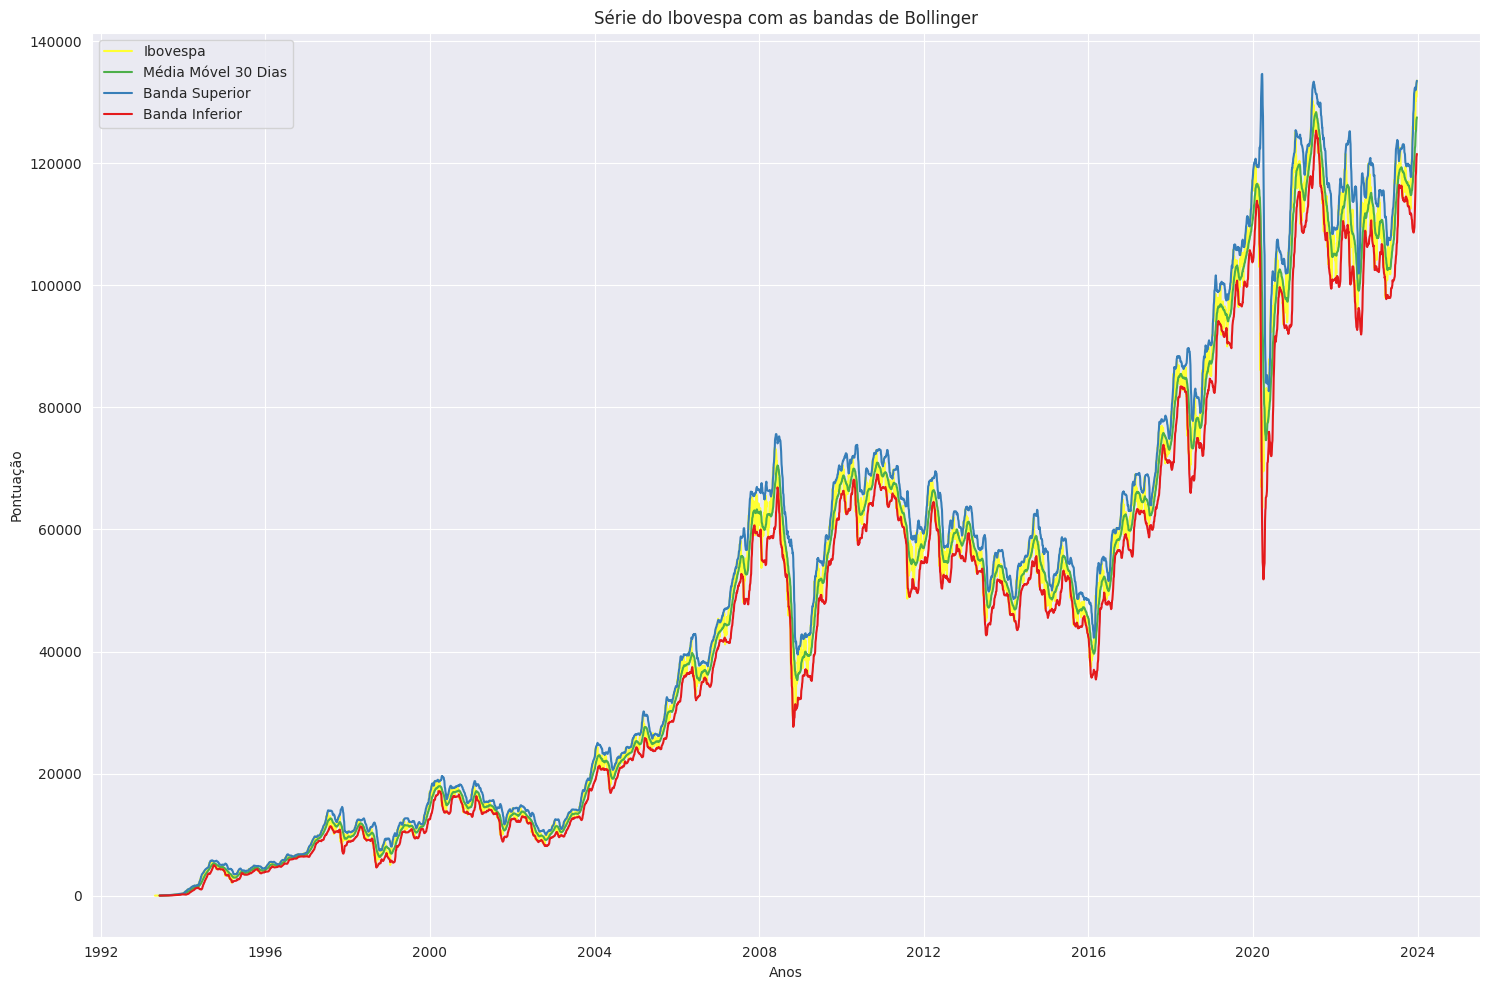 Série do Ibovespa com as bandas de Bollinger
Ibovespa
Média Móvel 30 Dias
Banda Superior
Banda Inferior
Pontuação
140000
120000
100000
80000
60000
40000
20000
0
1992 1996 2000 2004 2008 2012 2016 2020 2024
Anos